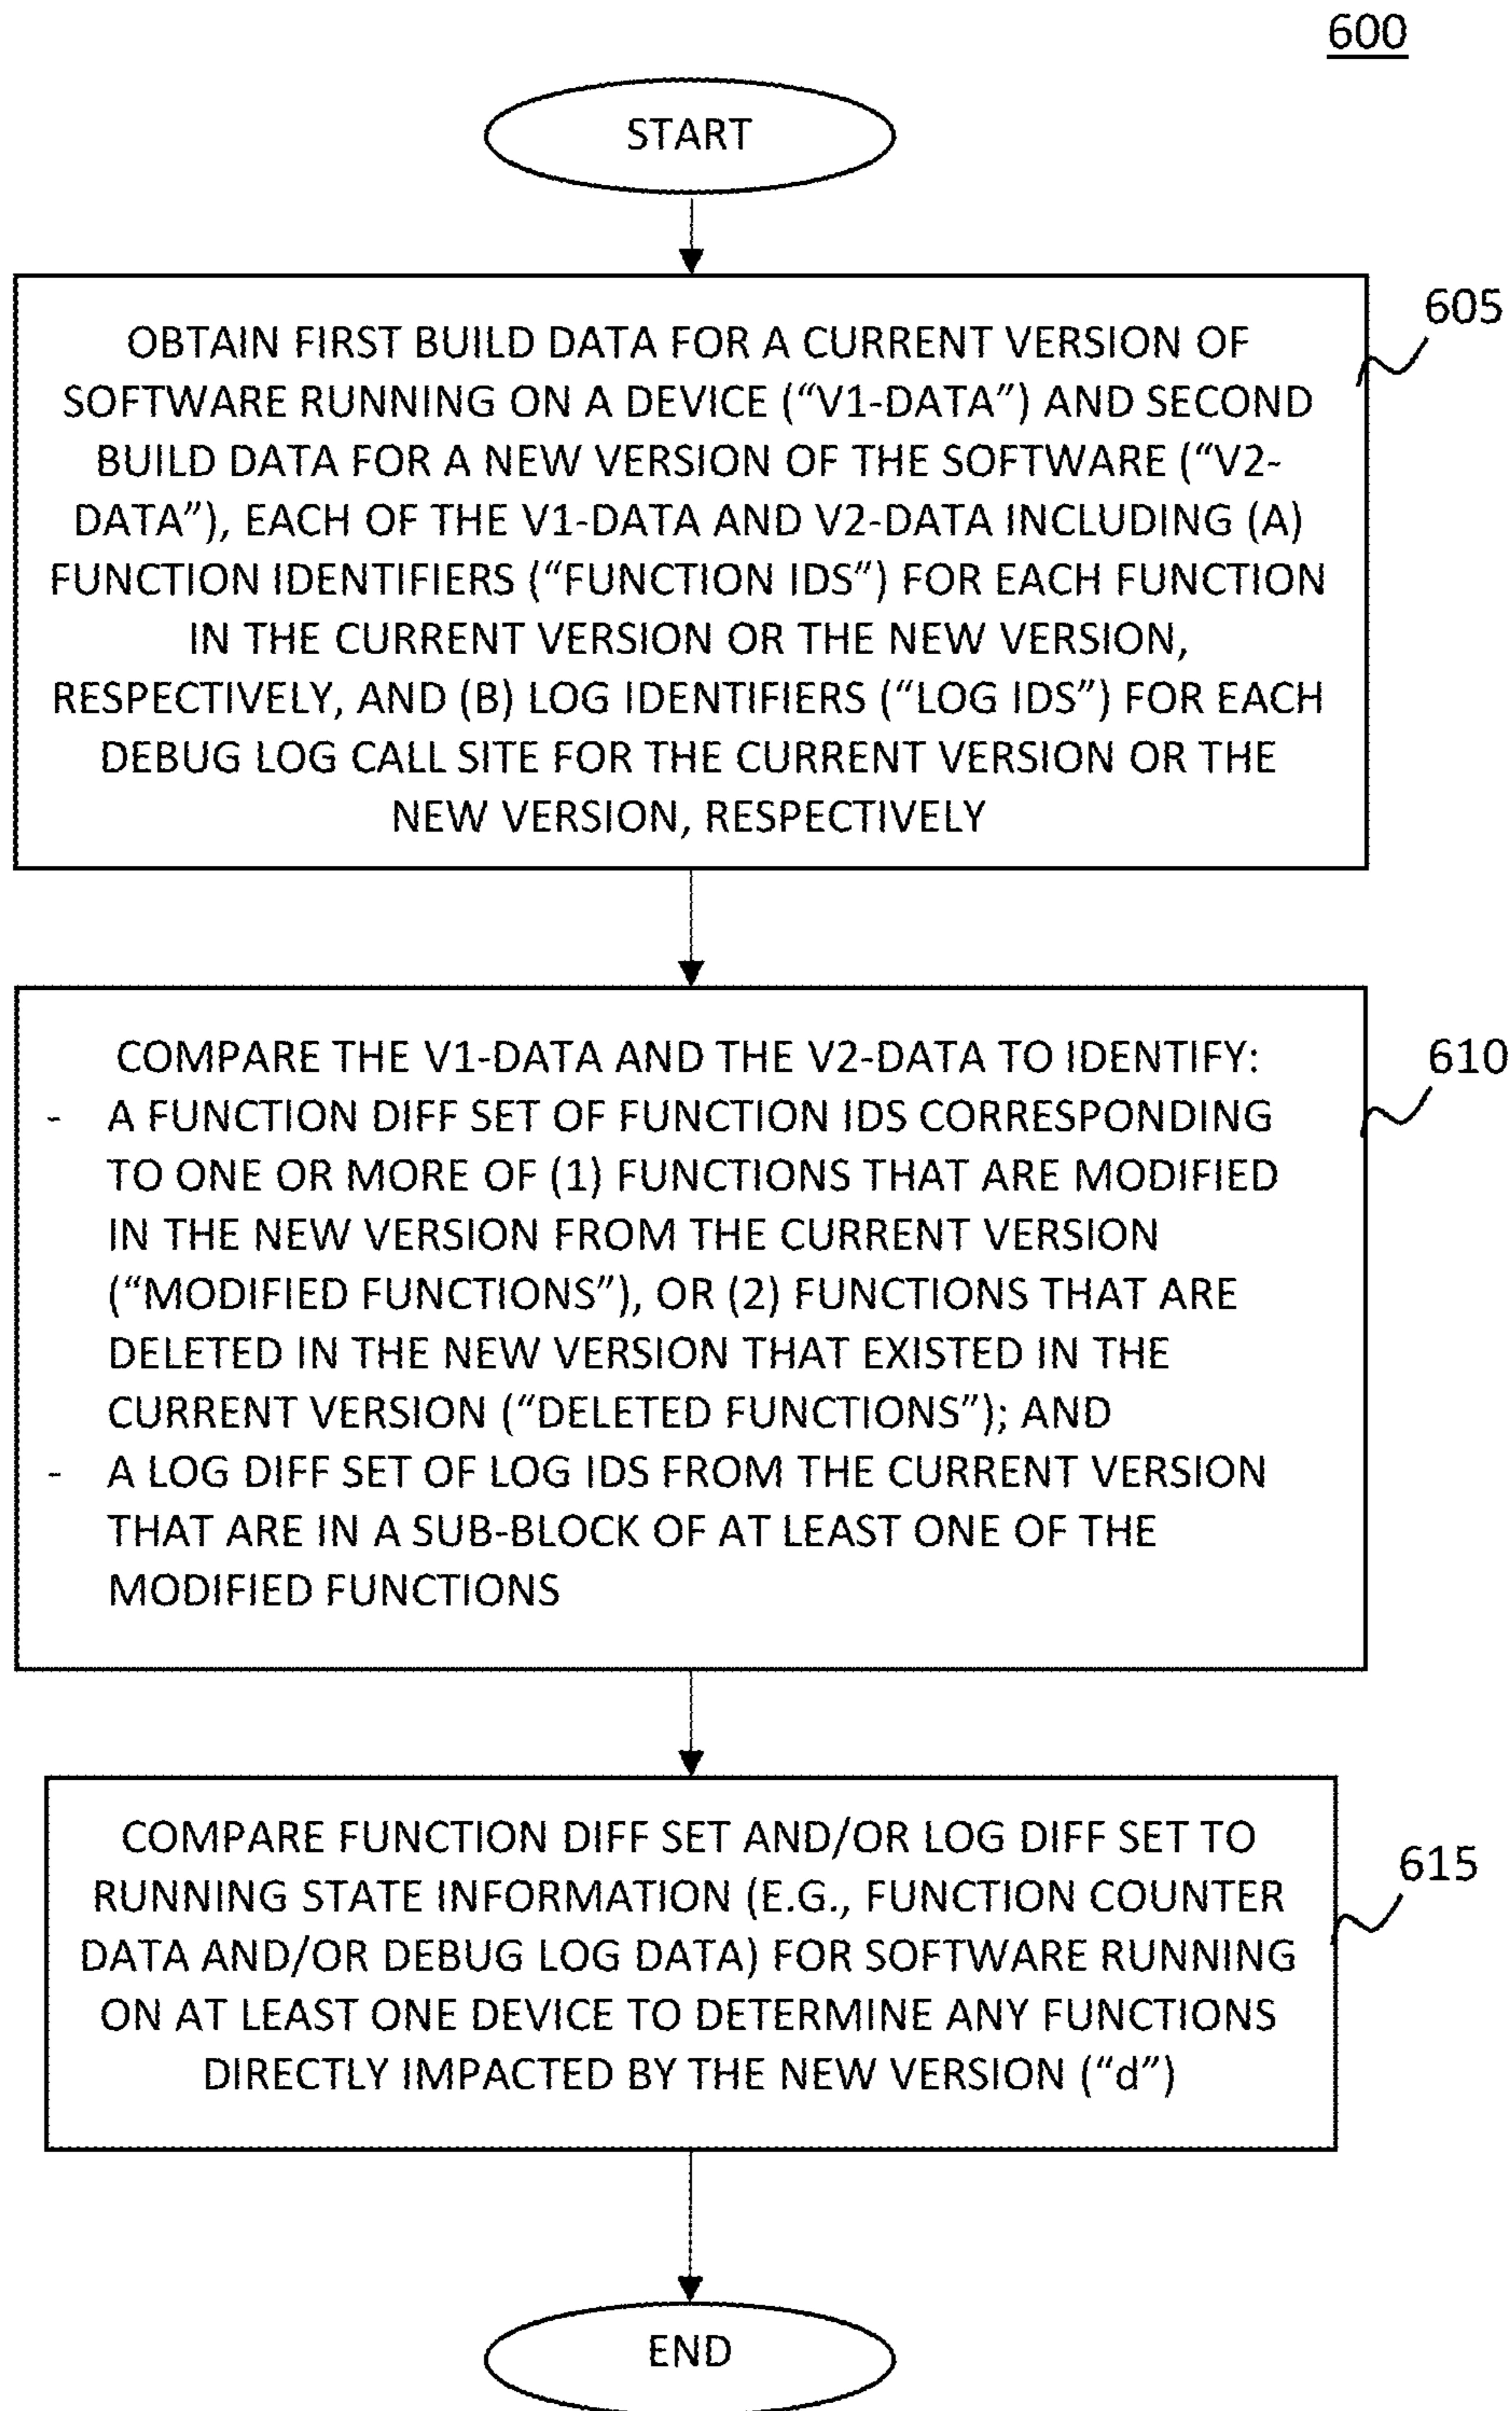 600
START
605
OBTAIN FIRST BUILD DATA FOR A CURRENT VERSION OF
SOFTWARE RUNNING ON A DEVICE (“V1-DATA”) AND SECOND
BUILD DATA FOR A NEW VERSION OF THE SOFTWARE (“V2-
DATA”), EACH OF THE V1-DATA AND V2-DATA INCLUDING (A)
FUNCTION IDENTIFIERS (“FUNCTION IDS”) FOR EACH FUNCTION
IN THE CURRENT VERSION OR THE NEW VERSION,
RESPECTIVELY, AND (B) LOG IDENTIFIERS (“LOG IDS”) FOR EACH
DEBUG LOG CALL SITE FOR THE CURRENT VERSION OR THE
NEW VERSION, RESPECTIVELY
610
COMPARE THE V1-DATA AND THE V2-DATA TO IDENTIFY:
- A FUNCTION DIFF SET OF FUNCTION IDS CORRESPONDING
TO ONE OR MORE OF (1) FUNCTIONS THAT ARE MODIFIED
IN THE NEW VERSION FROM THE CURRENT VERSION
(“MODIFIED FUNCTIONS”), OR (2) FUNCTIONS THAT ARE
DELETED IN THE NEW VERSION THAT EXISTED IN THE
CURRENT VERSION (“DELETED FUNCTIONS”); AND
- A LOG DIFF SET OF LOG IDS FROM THE CURRENT VERSION
THAT ARE IN A SUB-BLOCK OF AT LEAST ONE OF THE
MODIFIED FUNCTIONS
615
COMPARE FUNCTION DIFF SET AND/OR LOG DIFF SET TO
RUNNING STATE INFORMATION (E.G., FUNCTION COUNTER
DATA AND/OR DEBUG LOG DATA) FOR SOFTWARE RUNNING
ON AT LEAST ONE DEVICE TO DETERMINE ANY FUNCTIONS
DIRECTLY IMPACTED BY THE NEW VERSION (“d”)
END